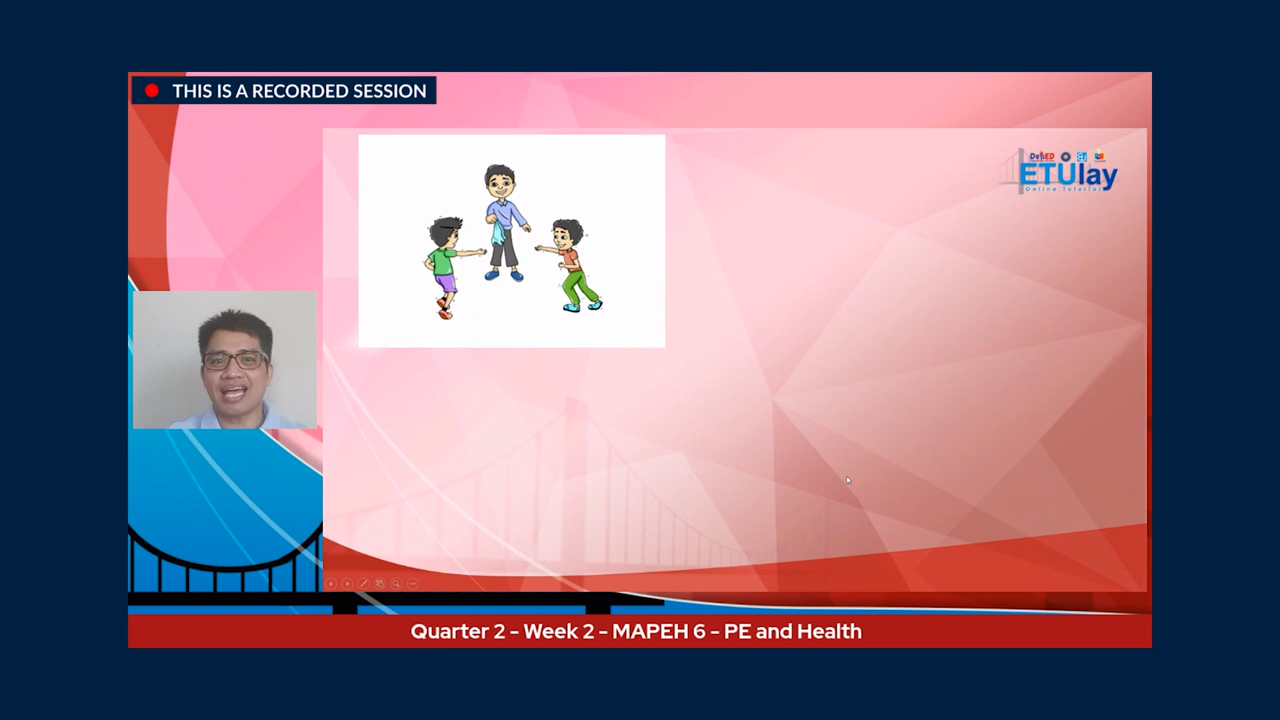 THIS IS A RECORDED SESSION
DepED
ETUlay
Online Tutorial
Quarter 2 - Week 2 - MAPEH 6 - PE and Health